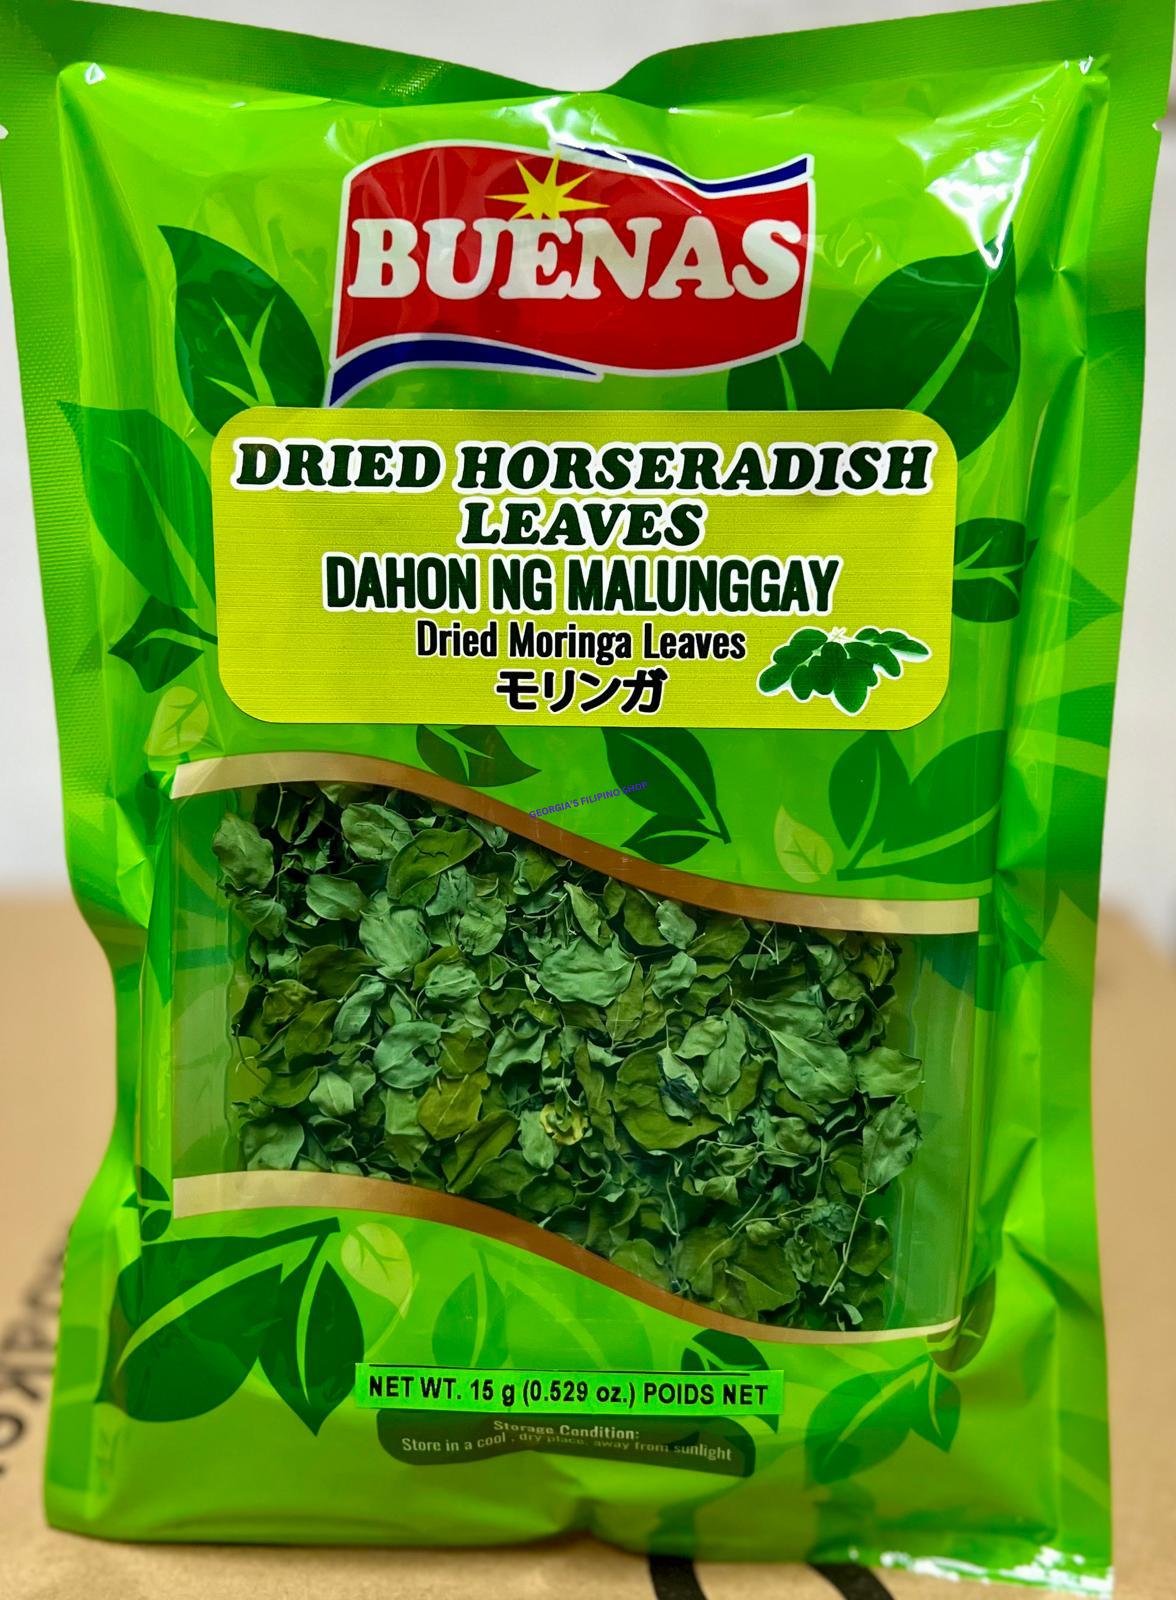 BUENAS
DRIED HORSERADISH
LEAVES
DAHON NG MALUNGGAY
Dried Moringa Leaves
モリンガ
GEORGIA'S FILIPINO SHOP
NET WT. 15 g (0.529 oz.) POIDS NET
Storage Condition:
Store in a cool , dry place, away from sunlight